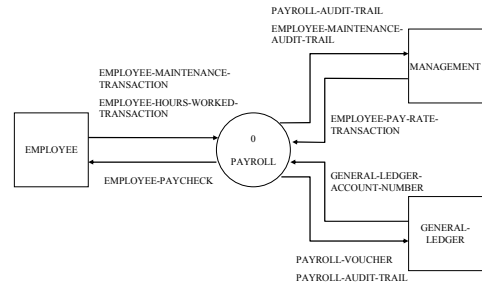 PAYROLL-AUDIT-TRAIL
EMPLOYEE-MAINTENANCE-
AUDIT-TRAIL
MANAGEMENT
EMPLOYEE-MAINTENANCE-
TRANSACTION
EMPLOYEE-HOURS-WORKED-
TRANSACTION
EMPLOYEE-PAY-RATE-
TRANSACTION
0
EMPLOYEE
PAYROLL
EMPLOYEE-PAYCHECK
GENERAL-LEDGER-
ACCOUNT-NUMBER
GENERAL-
LEDGER
PAYROLL-VOUCHER
PAYROLL-AUDIT-TRAIL